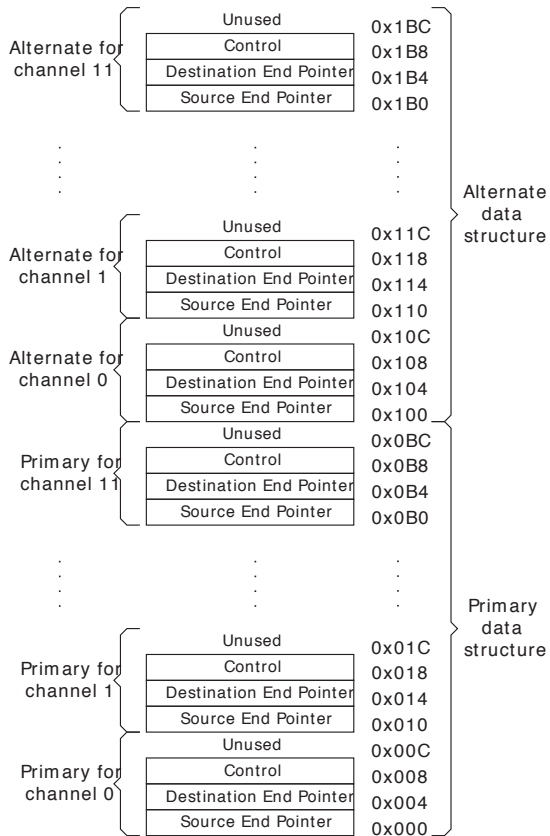 Alternate for
channel 11
Unused 0x1BC
Control 0x1B8
Destination End Pointer 0x1B4
Source End Pointer 0x1B0
Alternate
data
structure
Alternate for
channel 1
Unused 0x11C
Control 0x118
Destination End Pointer 0x114
Source End Pointer 0x110
Alternate for
channel 0
Unused 0x10C
Control 0x108
Destination End Pointer 0x104
Source End Pointer 0x100
Primary for
channel 11
Unused 0x0BC
Control 0x0B8
Destination End Pointer 0x0B4
Source End Pointer 0x0B0
Primary
data
structure
Primary for
channel 1
Unused 0x01C
Control 0x018
Destination End Pointer 0x014
Source End Pointer 0x010
Primary for
channel 0
Unused 0x00C
Control 0x008
Destination End Pointer 0x004
Source End Pointer 0x000